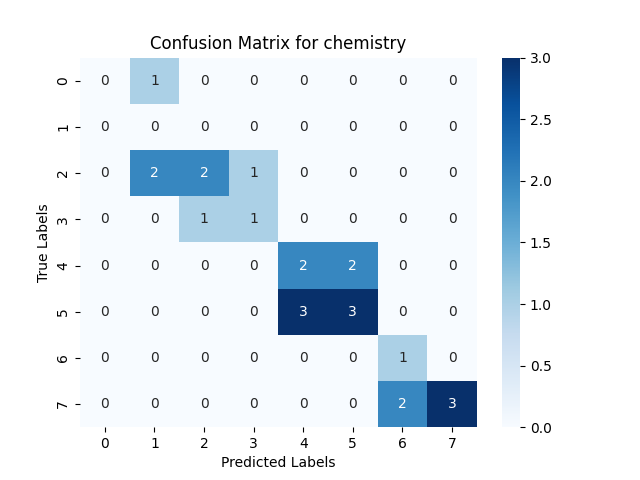 Confusion Matrix for chemistry
0 0 1 0 0 0 0 0 0
1 0 0 0 0 0 0 0 0
2 0 2 2 1 0 0 0 0
3 0 0 1 1 0 0 0 0
4 0 0 0 0 2 2 0 0
5 0 0 0 0 3 3 0 0
6 0 0 0 0 0 0 1 0
7 0 0 0 0 0 0 2 3
0 1 2 3 4 5 6 7
Predicted Labels
True Labels
3.0
2.5
2.0
1.5
1.0
0.5
0.0